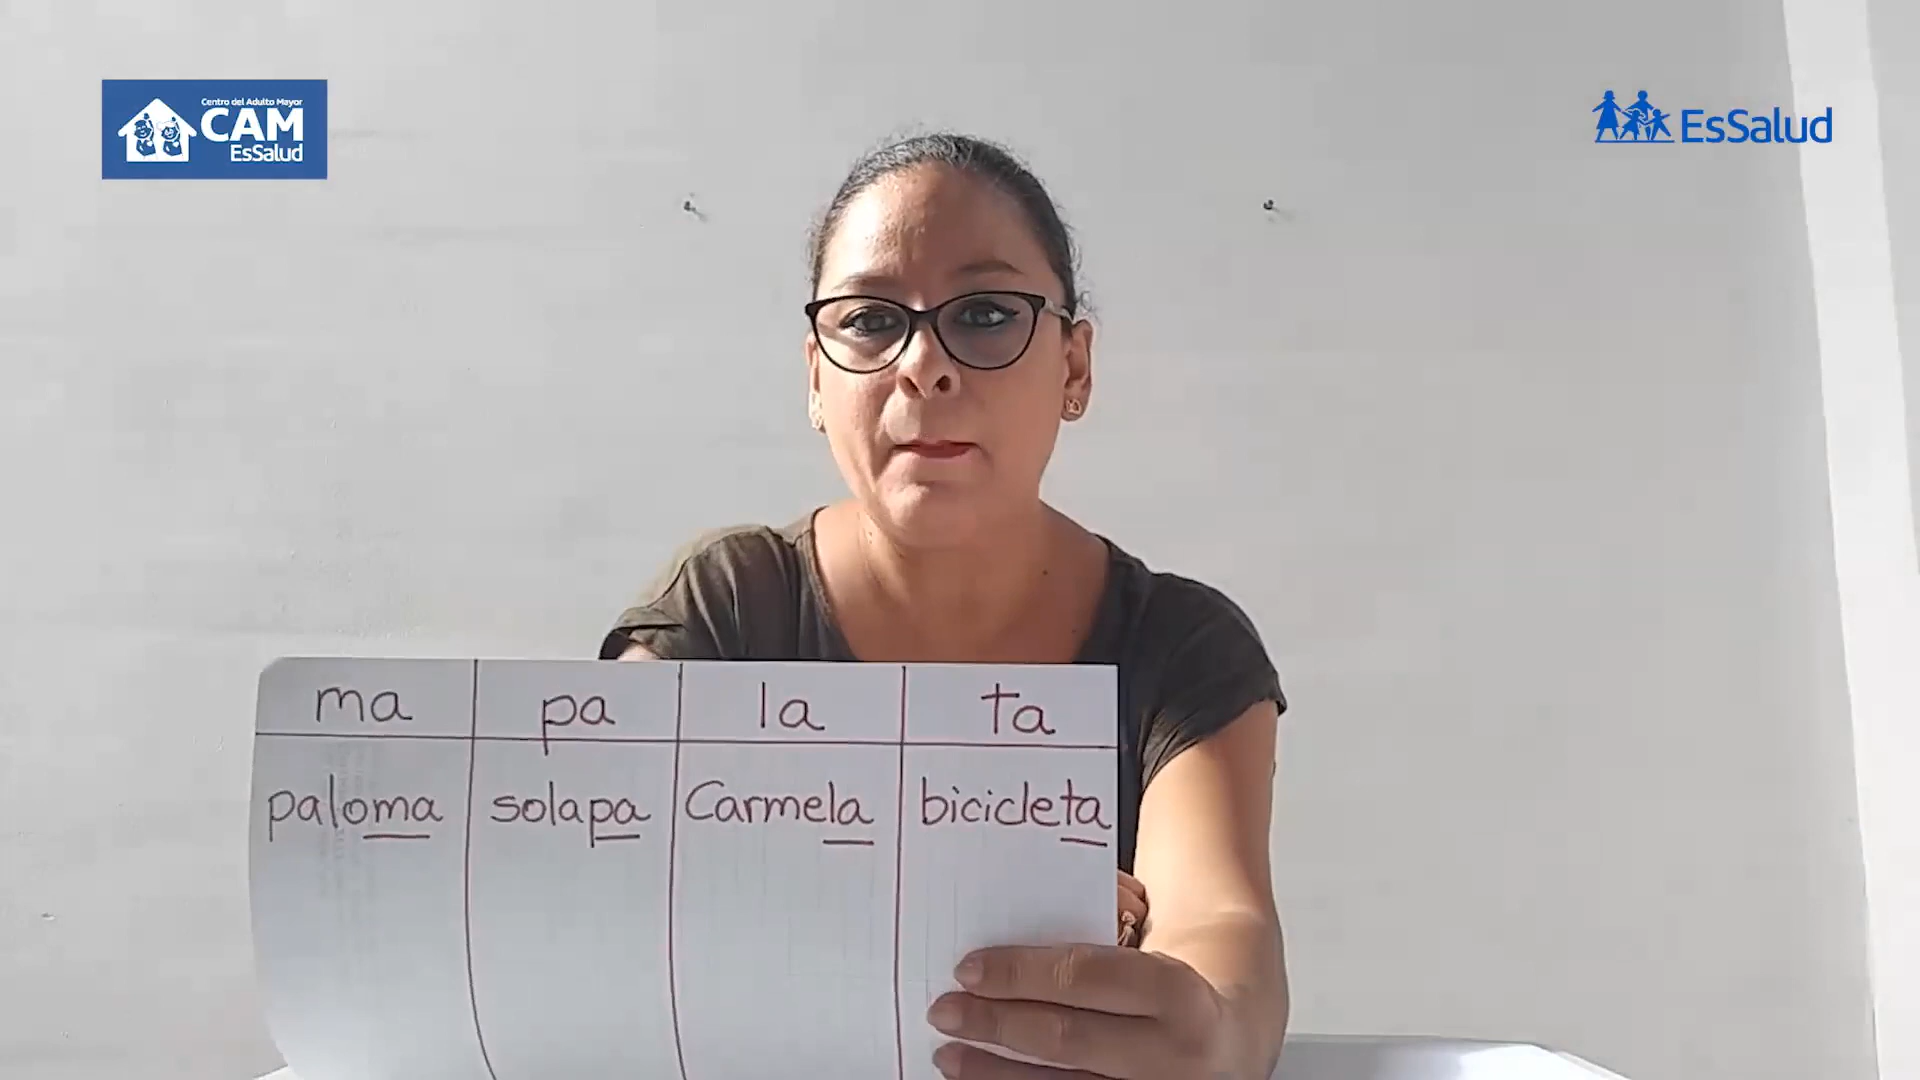 Centro del Adulto Mayor
CAM
EsSalud
EsSalud
ma pa la ta
paloma solapa Carmela bicicleta